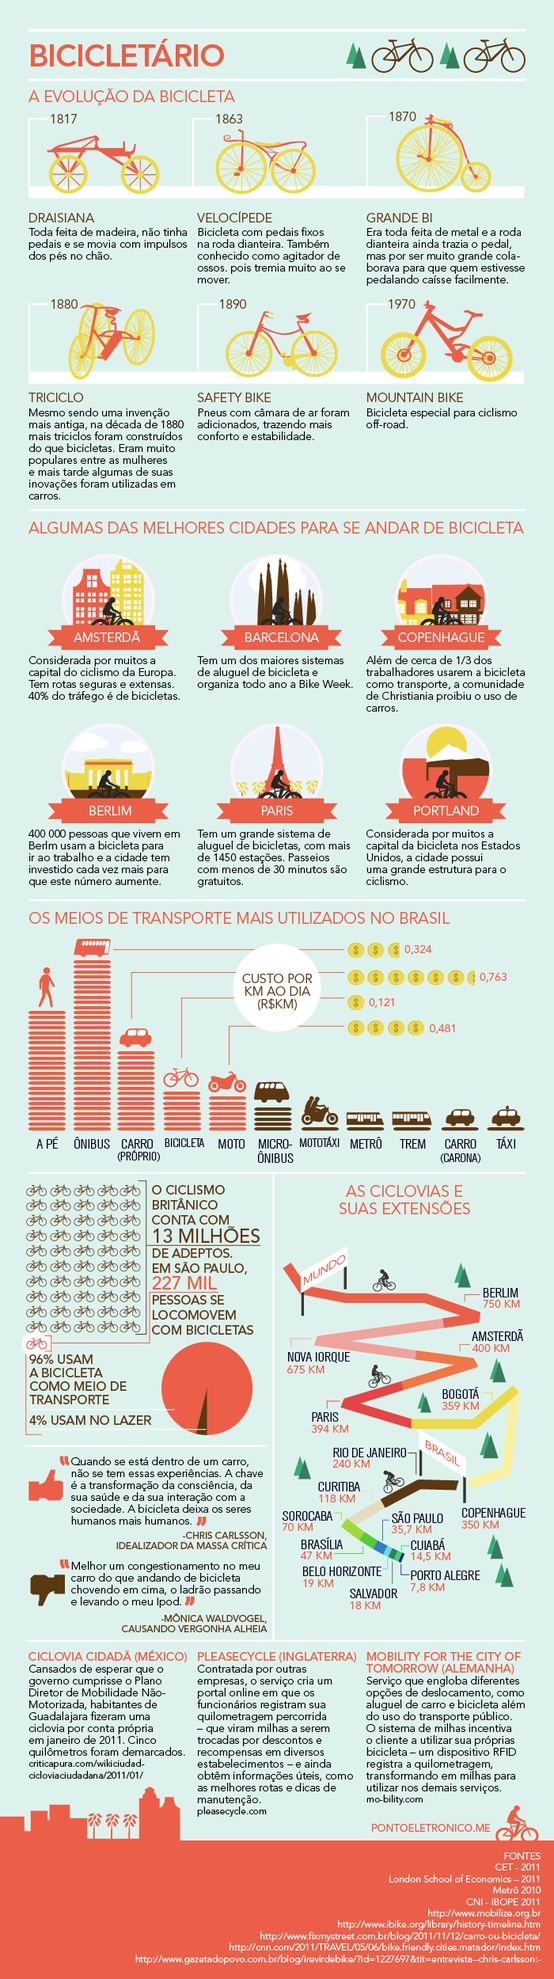 BICICLETÁRIO
A EVOLUÇÃO DA BICICLETA
1817
1863
1870
DRAISIANA
Toda feita de madeira, não tinha
pedais e se movia com impulsos
dos pés no chão.
VELOCÍPEDE
Bicicleta com pedais fixos
na roda dianteira. Também
conhecido como agitador de
ossos. pois tremia muito ao se
mover.
GRANDE BI
Era toda feita de metal e a roda
dianteira ainda trazia o pedal,
mas por ser muito grande cola-
borava para que quem estivesse
pedalando caísse facilmente.
1880
1890
1970
TRICICLO
Mesmo sendo uma invenção
mais antiga, na década de 1880
mais triciclos foram construídos
do que bicicletas. Eram muito
populares entre as mulheres
e mais tarde algumas de suas
inovações foram utilizadas em
carros.
SAFETY BIKE
Pneus com câmara de ar foram
adicionados, trazendo mais
conforto e estabilidade.
MOUNTAIN BIKE
Bicicleta especial para ciclismo
off-road.
ALGUMAS DAS MELHORES CIDADES PARA SE ANDAR DE BICICLETA
AMSTERDÃ
Considerada por muitos a
capital do ciclismo da Europa.
Tem rotas seguras e extensas.
40% do tráfego é de bicicletas.
BARCELONA
Tem um dos maiores sistemas
de aluguel de bicicleta e
organiza todo ano a Bike Week.
COPENHAGUE
Além de cerca de 1/3 dos
trabalhadores usarem a bicicleta
como transporte, a comunidade
de Christiania proibiu o uso de
carros.
BERLIM
400 000 pessoas que vivem em
Berlm usam a bicicleta para
ir ao trabalho e a cidade tem
investido cada vez mais para
que este número aumente.
PARIS
Tem um grande sistema de
aluguel de bicicletas, com mais
de 1450 estações. Passeios
com menos de 30 minutos são
gratuitos.
PORTLAND
Considerada por muitos a
capital da bicicleta nos Estados
Unidos, a cidade possui
uma grande estrutura para o
ciclismo.
OS MEIOS DE TRANSPORTE MAIS UTILIZADOS NO BRASIL
CUSTO POR
KM AO DIA
(R$KM)
$ $ $ 0,324
$ $ $ $ $ $ $ 0,763
$ 0,121
$ $ $ $ 0,481
A PÉ
ÔNIBUS
CARRO
(PRÓPRIO)
BICICLETA
MOTO
MICRO-
ÔNIBUS
MOTOTÁXI
METRÔ
TREM
CARRO
(CARONA)
TÁXI
O CICLISMO
BRITÂNICO
CONTA COM
13 MILHÕES
DE ADEPTOS.
EM SÃO PAULO,
227 MIL
PESSOAS SE
LOCOMOVEM
COM BICICLETAS
96% USAM
A BICICLETA
COMO MEIO DE
TRANSPORTE
4% USAM NO LAZER
"Quando se está dentro de um carro,
não se tem essas experiências. A chave
é a transformação da consciência, da
sua saúde e da sua interação com a
sociedade. A bicicleta deixa os seres
humanos mais humanos. "
-CHRIS CARLSSON,
IDEALIZADOR DA MASSA CRÍTICA
"Melhor um congestionamento no meu
carro do que andando de bicicleta
chovendo em cima, o ladrão passando
e levando o meu Ipod. "
-MÔNICA WALDVOGEL,
CAUSANDO VERGONHA ALHEIA
AS CICLOVIAS E
SUAS EXTENSÕES
MUNDO
BERLIM
750 KM
AMSTERDÃ
400 KM
NOVA IORQUE
675 KM
BOGOTÁ
359 KM
PARIS
394 KM
BRASIL
RIO DE JANEIRO
240 KM
CURITIBA
118 KM
COPENHAGUE
350 KM
SOROCABA
70 KM
SÃO PAULO
35,7 KM
BRASÍLIA
47 KM
CUIABÁ
14,5 KM
BELO HORIZONTE
19 KM
PORTO ALEGRE
7,8 KM
SALVADOR
18 KM
CICLOVIA CIDADÃ (MÉXICO)
Cansados de esperar que o
governo cumprisse o Plano
Diretor de Mobilidade Não-
Motorizada, habitantes de
Guadalajara fizeram uma
ciclovia por conta própria
em janeiro de 2011. Cinco
quilômetros foram demarcados.
criticapura.com/wikiciudad-
cicloviaciudadana/2011/01/
PLEASECYCLE (INGLATERRA)
Contratada por outras
empresas, o serviço cria um
portal online em que os
funcionários registram sua
quilometragem percorrida
– que viram milhas a serem
trocadas por descontos e
recompensas em diversos
estabelecimentos – e ainda
obtêm informações úteis, como
as melhores rotas e dicas de
manutenção.
pleasecycle.com
MOBILITY FOR THE CITY OF
TOMORROW (ALEMANHA)
Serviço que engloba diferentes
opções de deslocamento, como
aluguel de carro e bicicleta além
do uso do transporte público.
O sistema de milhas incentiva
o cliente a utilizar sua próprias
bicicleta – um dispositivo RFID
registra a quilometragem,
transformando em milhas para
utilizar nos demais serviços.
mo-bility.com
PONTOELETRONICO.ME
FONTES
CET - 2011
London School of Economics – 2011
Metrô 2010
CNI - IBOPE 2011
http://www.mobilize.org.br
http://www.ibike.org/library/history-timeline.htm
http://www.fixmystreet.com.br/blog/2011/11/12/carro-ou-bicicleta/
http://cnn.com/2011/TRAVEL/05/06/bike.friendly.cities.matador/index.htm
http://www.gazetadopovo.com.br/blog/irevirdebike/?id=1227697&tit=entrevista--chris-carlsson:-